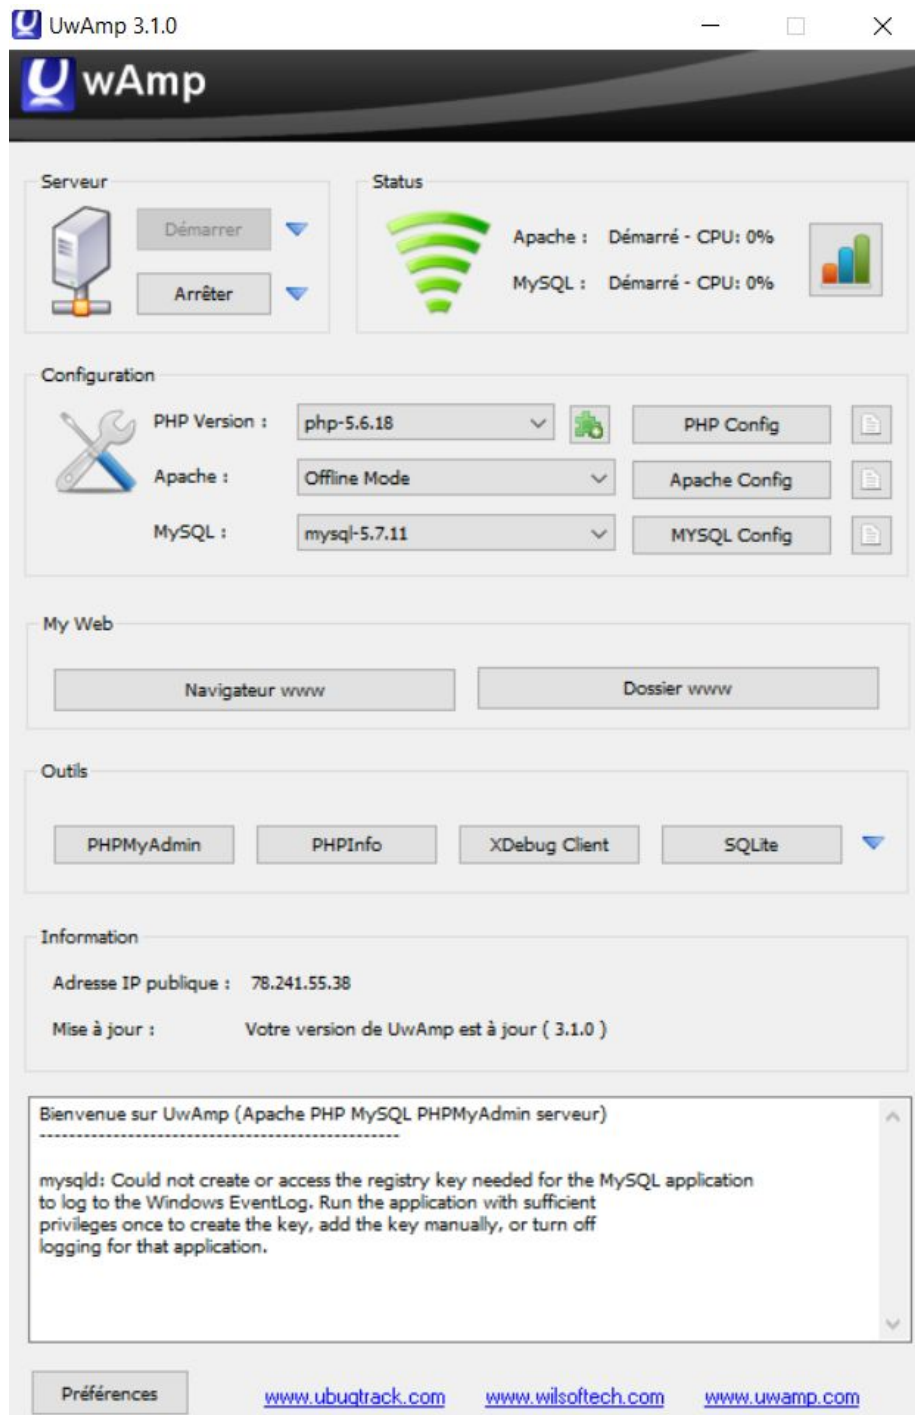 UwAmp 3.1.0
UwAmp
Serveur
Status
Démarrer
Apache : Démarré - CPU: 0%
Arrêter
MySQL : Démarré - CPU: 0%
Configuration
PHP Version : php-5.6.18 PHP Config
Apache : Offline Mode Apache Config
MySQL : mysql-5.7.11 MYSQL Config
My Web
Navigateur www Dossier www
Outils
PHPMyAdmin PHPInfo XDebug Client SQLite
Information
Adresse IP publique : 78.241.55.38
Mise à jour : Votre version de UwAmp est à jour ( 3.1.0 )
Bienvenue sur UwAmp (Apache PHP MySQL PHPMyAdmin serveur)
------------------------------------------------
mysqld: Could not create or access the registry key needed for the MySQL application
to log to the Windows EventLog. Run the application with sufficient
privileges once to create the key, add the key manually, or turn off
logging for that application.
Préférences www.ubugtrack.com www.wilsoftech.com www.uwamp.com